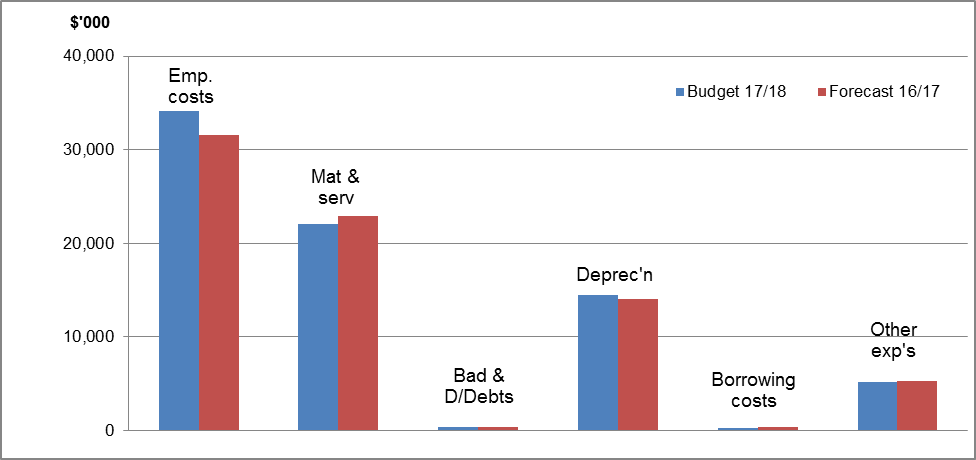 $'000
40,000
Emp.
costs
Budget 17/18
Forecast 16/17
30,000
Mat &
serv
20,000
Deprec'n
10,000
Other
exp's
Bad &
D/Debts
Borrowing
costs
0